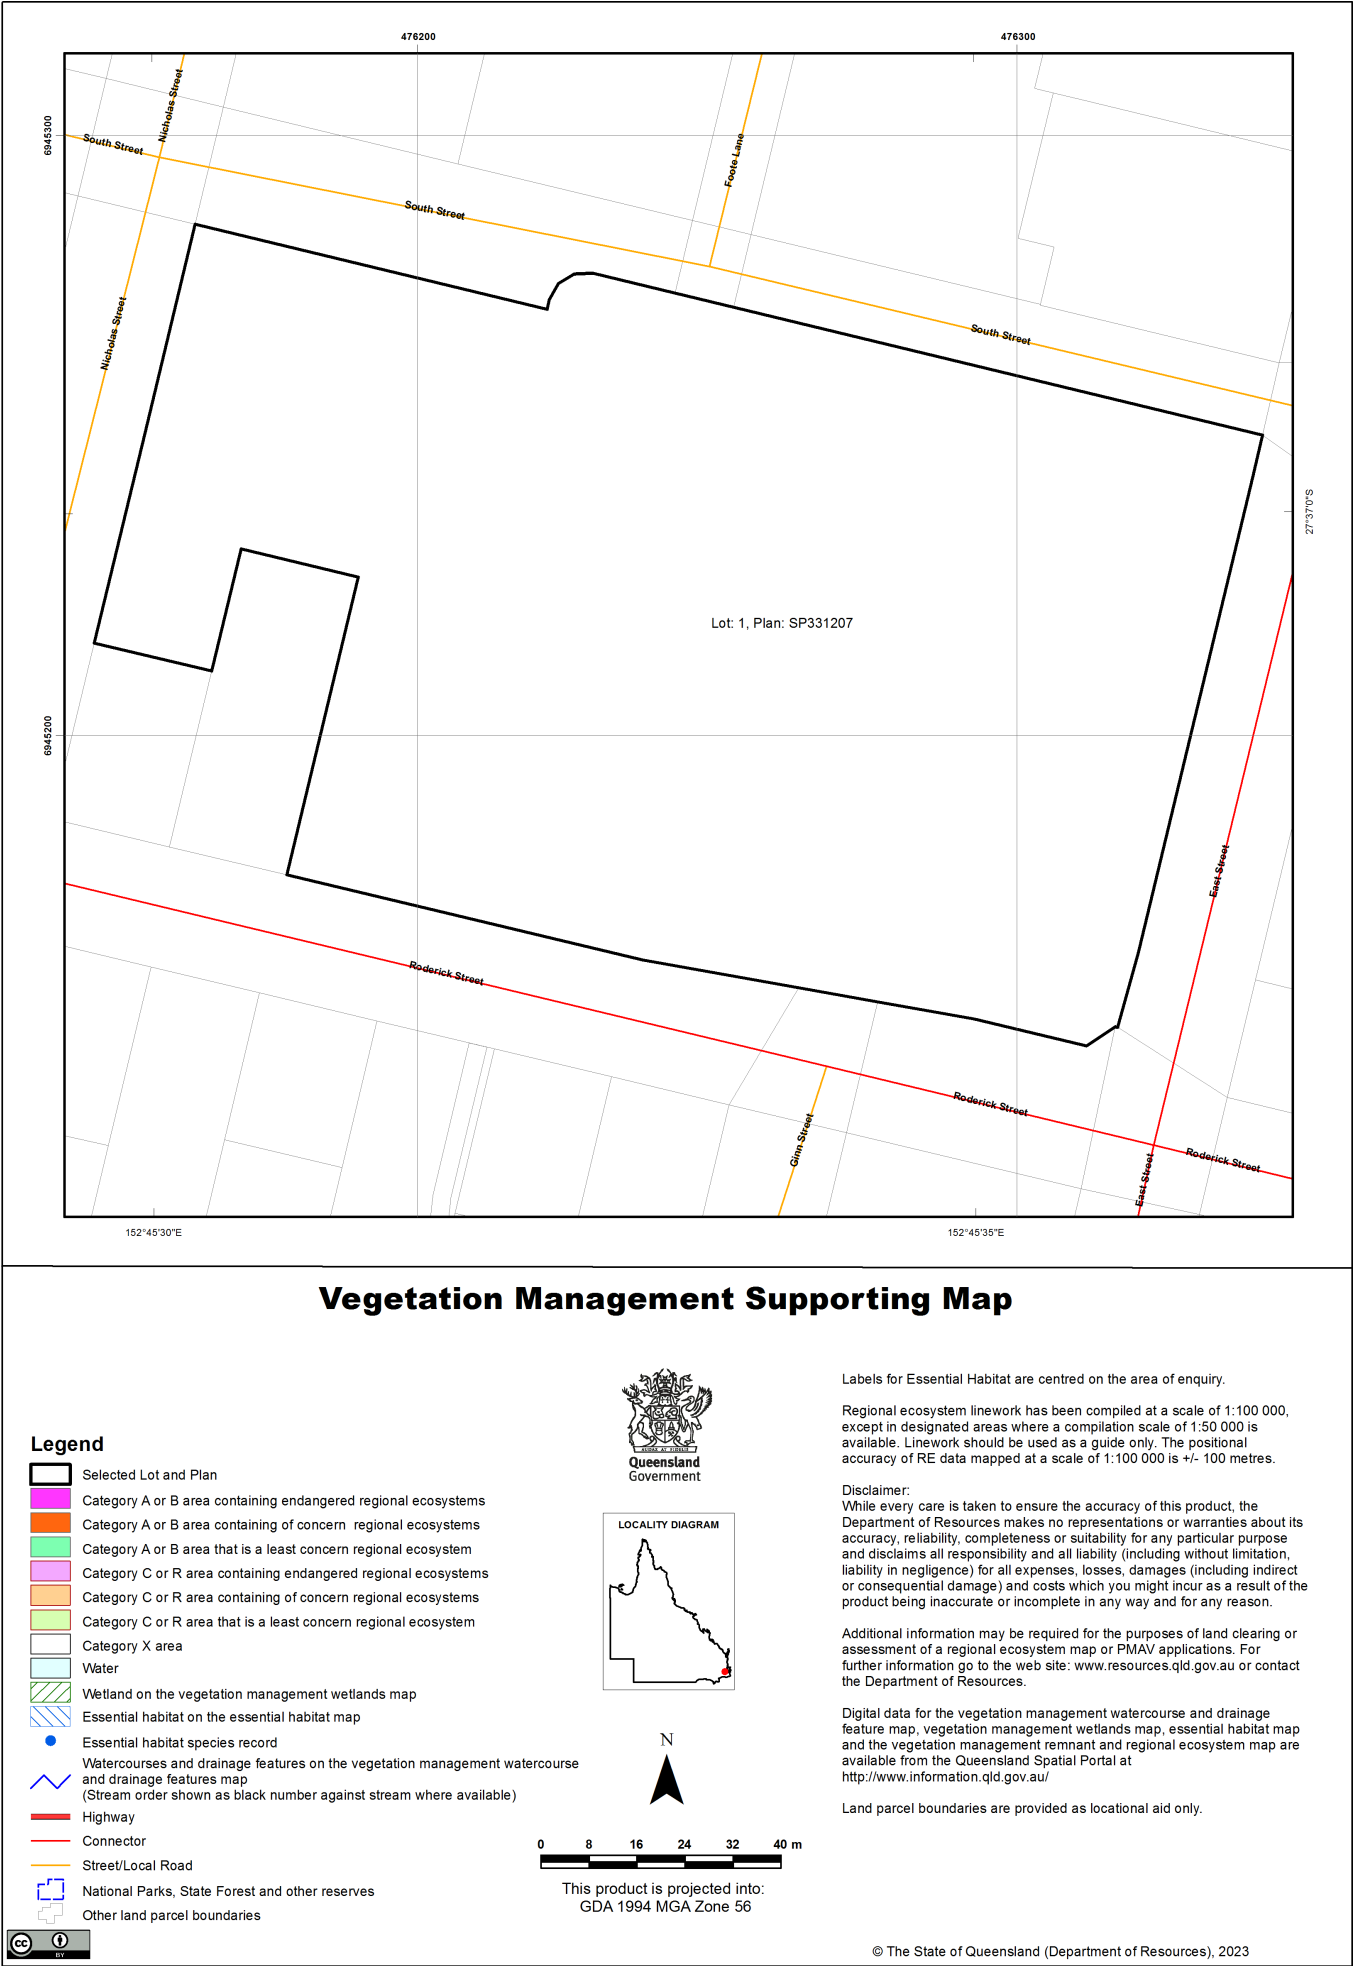 476200
476300
6945300
6945200
27°37'0"S
152°45'30"E
152°45'35"E
Nicholas Street
South Street
South Street
Foote Lane
Nicholas Street
South Street
Lot: 1, Plan: SP331207
East Street
Roderick Street
Roderick Street
Ginn Street
East Street
Roderick Street
Vegetation Management Supporting Map
Legend
Selected Lot and Plan
Category A or B area containing endangered regional ecosystems
Category A or B area containing of concern regional ecosystems
Category A or B area that is a least concern regional ecosystem
Category C or R area containing endangered regional ecosystems
Category C or R area containing of concern regional ecosystems
Category C or R area that is a least concern regional ecosystem
Category X area
Water
Wetland on the vegetation management wetlands map
Essential habitat on the essential habitat map
Essential habitat species record
Watercourses and drainage features on the vegetation management watercourse
and drainage features map
(Stream order shown as black number against stream where available)
Highway
Connector
Street/Local Road
National Parks, State Forest and other reserves
Other land parcel boundaries
cc
BY
AUDAX AT FIDELIS
Queensland
Government
LOCALITY DIAGRAM
N
0 8 16 24 32 40 m
This product is projected into:
GDA 1994 MGA Zone 56
Labels for Essential Habitat are centred on the area of enquiry.
Regional ecosystem linework has been compiled at a scale of 1:100 000,
except in designated areas where a compilation scale of 1:50 000 is
available. Linework should be used as a guide only. The positional
accuracy of RE data mapped at a scale of 1:100 000 is +/- 100 metres.
Disclaimer:
While every care is taken to ensure the accuracy of this product, the
Department of Resources makes no representations or warranties about its
accuracy, reliability, completeness or suitability for any particular purpose
and disclaims all responsibility and all liability (including without limitation,
liability in negligence) for all expenses, losses, damages (including indirect
or consequential damage) and costs which you might incur as a result of the
product being inaccurate or incomplete in any way and for any reason.
Additional information may be required for the purposes of land clearing or
assessment of a regional ecosystem map or PMAV applications. For
further information go to the web site: www.resources.qld.gov.au or contact
the Department of Resources.
Digital data for the vegetation management watercourse and drainage
feature map, vegetation management wetlands map, essential habitat map
and the vegetation management remnant and regional ecosystem map are
available from the Queensland Spatial Portal at
http://www.information.qld.gov.au/
Land parcel boundaries are provided as locational aid only.
© The State of Queensland (Department of Resources), 2023